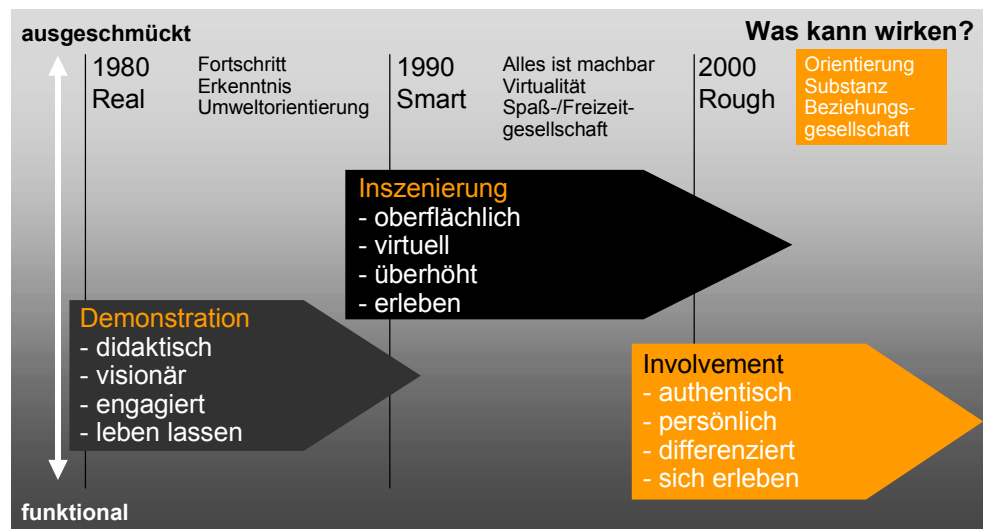 ausgeschmückt
Was kann wirken?
1980
Real
Fortschritt
Erkenntnis
Umweltorientierung
1990
Smart
Alles ist machbar
Virtualität
Spaß-/Freizeit-
gesellschaft
2000
Rough
Orientierung
Substanz
Beziehungs-
gesellschaft
Inszenierung
- oberflächlich
- virtuell
- überhöht
- erleben
Demonstration
- didaktisch
- visionär
- engagiert
- leben lassen
Involvement
- authentisch
- persönlich
- differenziert
- sich erleben
funktional